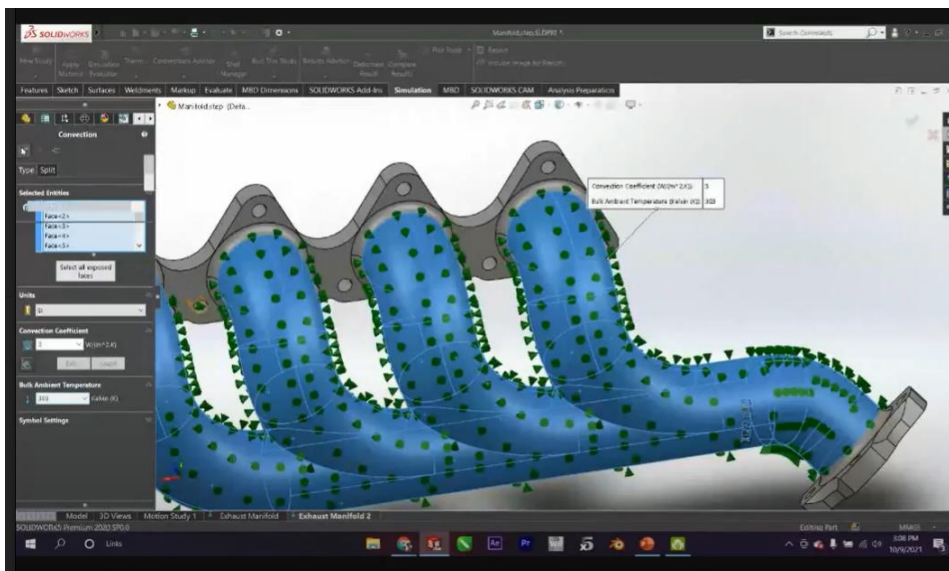 SOLIDWORKS
Manifold.step.SLDPRT *
Search Commands
New Study
Apply Material
Simulation Evaluator
Connections Advisor
Shell Manager
Run This Study
Results Advisor
Deformed Result
Compare Results
Plot Tools
Report
Include Image for Report
Features Sketch Surfaces Weldments Markup Evaluate MBD Dimensions SOLIDWORKS Add-Ins Simulation MBD SOLIDWORKS CAM Analysis Preparation
Manifold.step (Defa...
Convection
Type Split
Selected Entities
Face<2>
Face<3>
Face<4>
Face<5>
Select all exposed
faces
Units
SI
Convection Coefficient
W/(m^2.K)
Bulk Ambient Temperature
303 Kelvin (K)
Symbol Settings
Convection Coefficient (W/(m^2.K)):
Bulk Ambient Temperature (Kelvin (K)): 303
Model 3D Views Motion Study 1 Exhaust Manifold Exhaust Manifold 2
SOLIDWORKS Premium 2020 SP0.0
Editing Part MMGS
Links
3:08 PM
10/9/2021